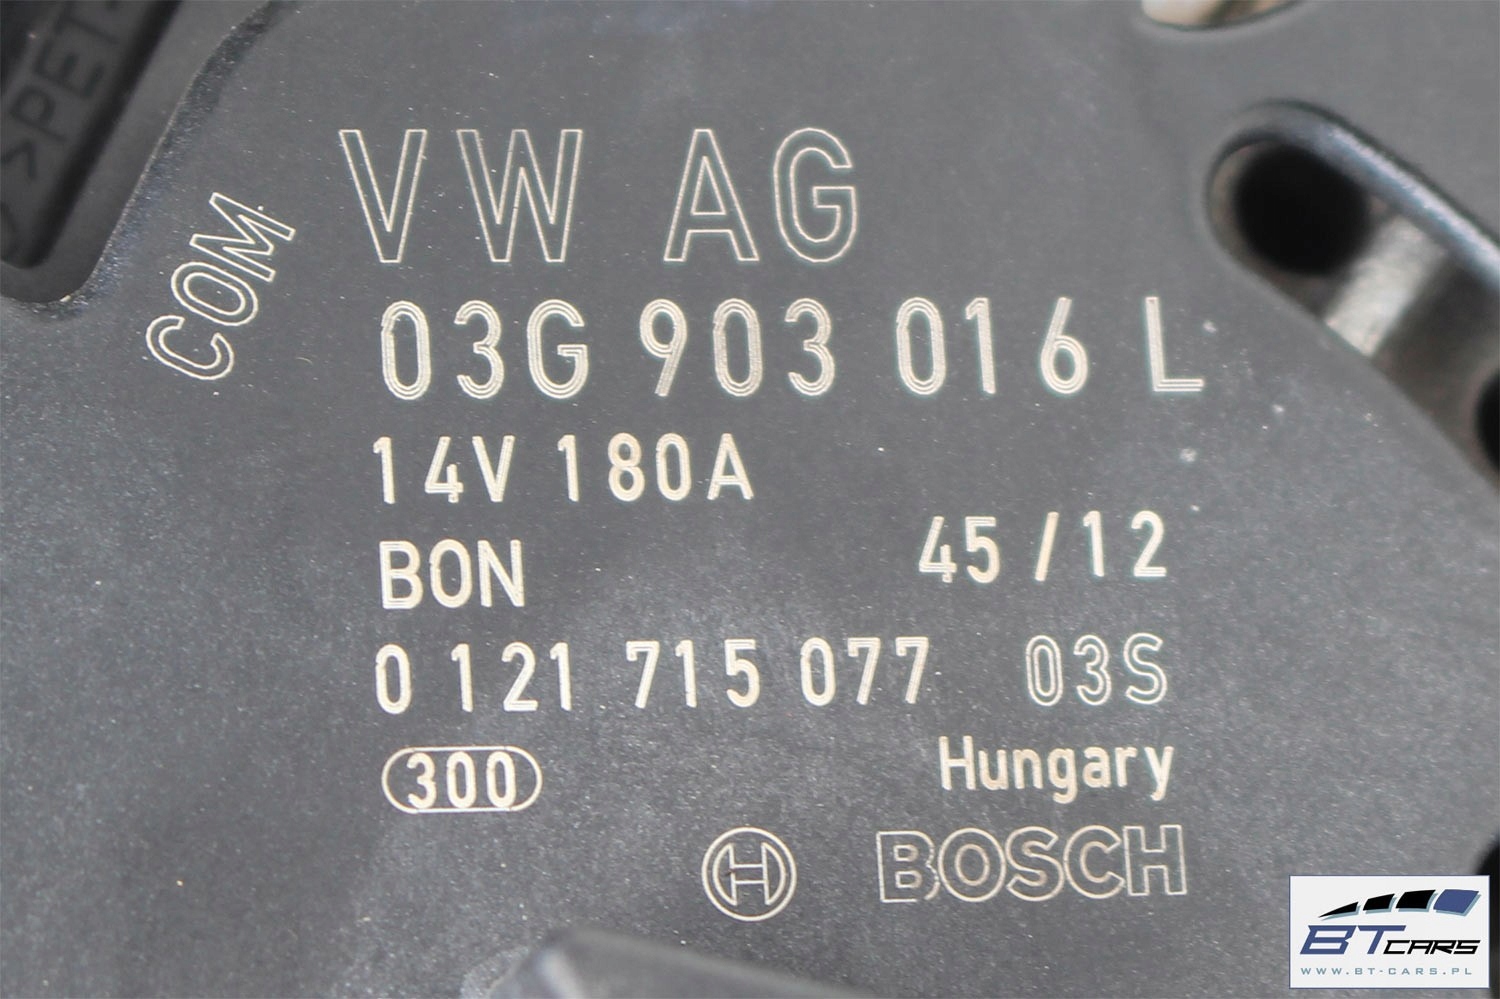 >PET-
COM
VW AG
03G 903 016 L
14V 180A
BON 45/12
0 121 715 077 03S
300 Hungary
BOSCH
BT CARS
WWW.BT-CARS.PL